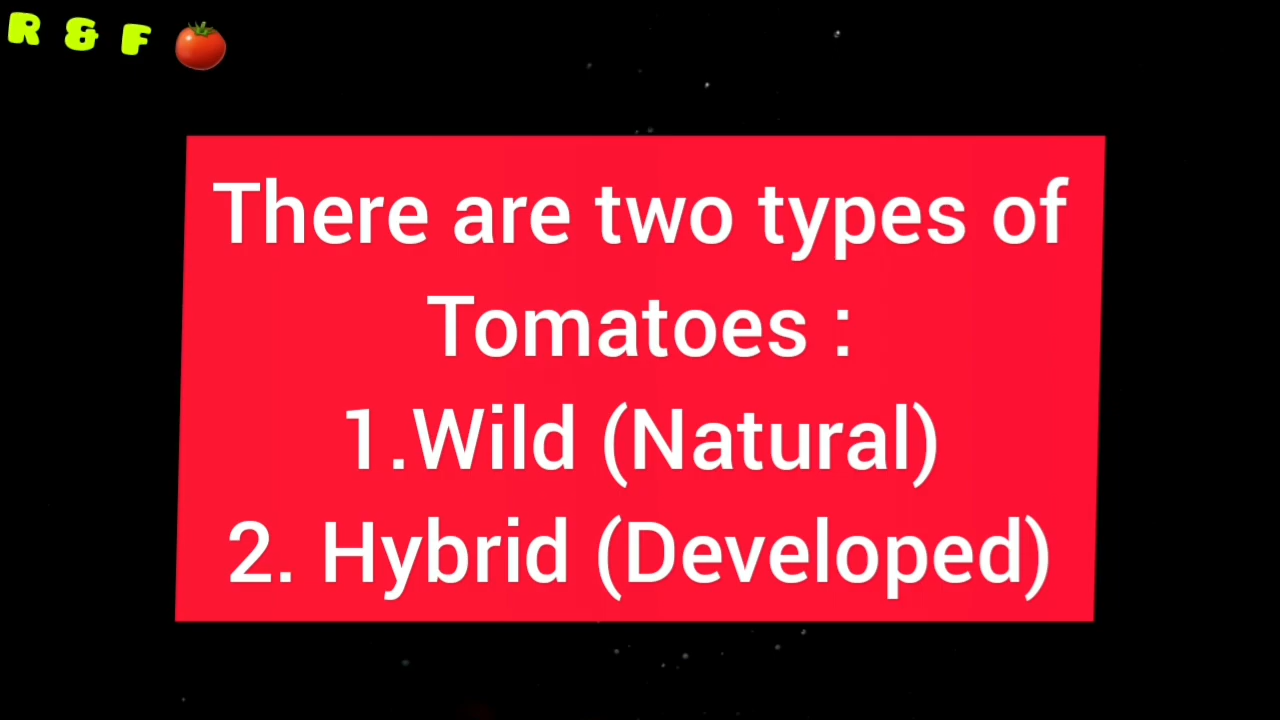 R & F 🍅
There are two types of
Tomatoes :
1.Wild (Natural)
2. Hybrid (Developed)